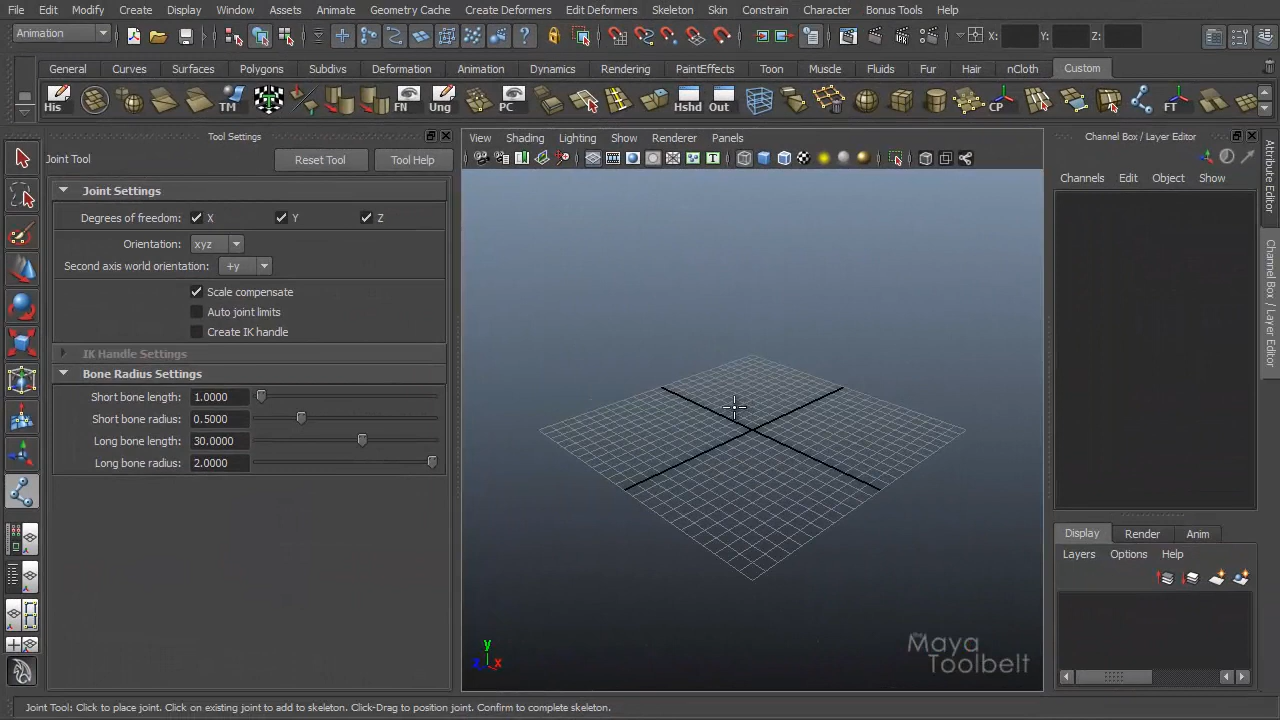 File Edit Modify Create Display Window Assets Animate Geometry Cache Create Deformers Edit Deformers Skeleton Skin Constrain Character Bonus Tools Help
Animation X: Y: Z:
General Curves Surfaces Polygons Subdivs Deformation Animation Dynamics Rendering PaintEffects Toon Muscle Fluids Fur Hair nCloth Custom
His TM FN Ung PC Hshd Out CP FT
Tool Settings
Joint Tool Reset Tool Tool Help
Joint Settings
Degrees of freedom: X Y Z
Orientation: xyz
Second axis world orientation: +y
Scale compensate
Auto joint limits
Create IK handle
IK Handle Settings
Bone Radius Settings
Short bone length: 1.0000
Short bone radius: 0.5000
Long bone length: 30.0000
Long bone radius: 2.0000
View Shading Lighting Show Renderer Panels
y
z x
the
Maya
Toolbelt
Channel Box / Layer Editor
Channels Edit Object Show
Attribute Editor
Channel Box / Layer Editor
Display Render Anim
Layers Options Help
Joint Tool: Click to place joint. Click on existing joint to add to skeleton. Click-Drag to position joint. Confirm to complete skeleton.